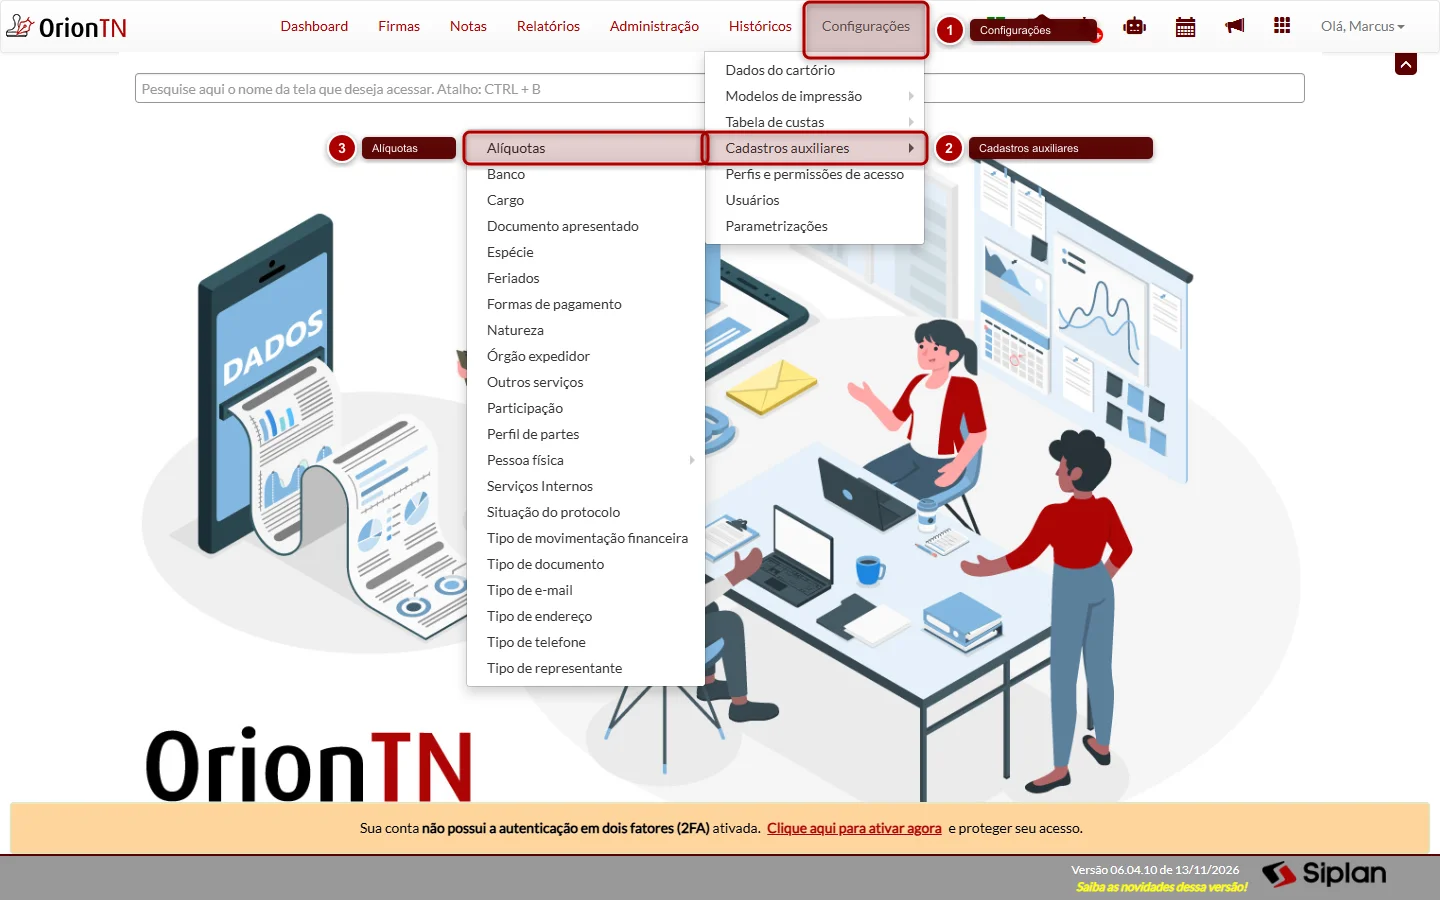 OrionTN
Dashboard
Firmas
Notas
Relatórios
Administração
Históricos
Configurações
1
Configurações
Olá, Marcus
Pesquise aqui o nome da tela que deseja acessar. Atalho: CTRL + B
Dados do cartório
Modelos de impressão
Tabela de custas
Cadastros auxiliares
Perfis e permissões de acesso
Usuários
Parametrizações
2
Cadastros auxiliares
3
Alíquotas
Alíquotas
Banco
Cargo
Documento apresentado
Espécie
Feriados
Formas de pagamento
Natureza
Órgão expedidor
Outros serviços
Participação
Perfil de partes
Pessoa física
Serviços Internos
Situação do protocolo
Tipo de movimentação financeira
Tipo de documento
Tipo de e-mail
Tipo de endereço
Tipo de telefone
Tipo de representante
DADOS
OrionTN
Sua conta não possui a autenticação em dois fatores (2FA) ativada. Clique aqui para ativar agora e proteger seu acesso.
Versão 06.04.10 de 13/11/2026
Saiba as novidades dessa versão!
Siplan